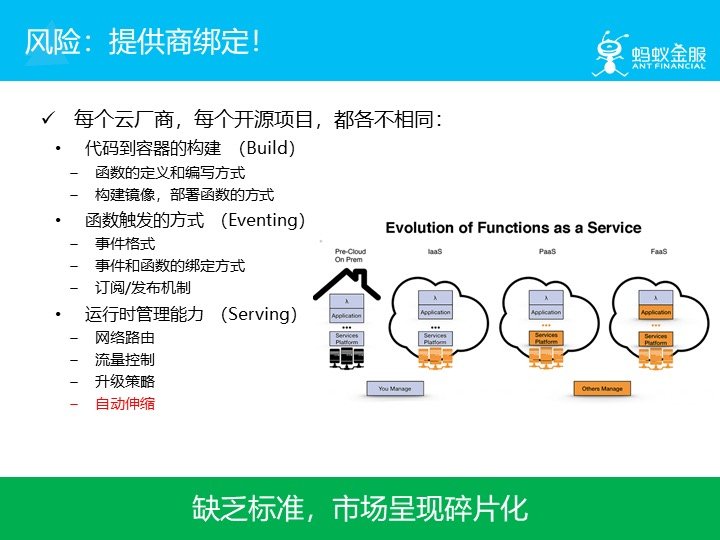 风险：提供商绑定！
蚂蚁金服
ANT FINANCIAL
✓ 每个云厂商，每个开源项目，都各不相同：
• 代码到容器的构建 （Build）
– 函数的定义和编写方式
– 构建镜像，部署函数的方式
• 函数触发的方式 （Eventing）
– 事件格式
– 事件和函数的绑定方式
– 订阅/发布机制
• 运行时管理能力 （Serving）
– 网络路由
– 流量控制
– 升级策略
– 自动伸缩
Evolution of Functions as a Service
Pre-Cloud
On Prem
λ
Application
•••
Services
Platform
IaaS
λ
Application
•••
Services
Platform
PaaS
λ
Application
•••
Services
Platform
FaaS
λ
Application
•••
Services
Platform
You Manage
Others Manage
缺乏标准，市场呈现碎片化